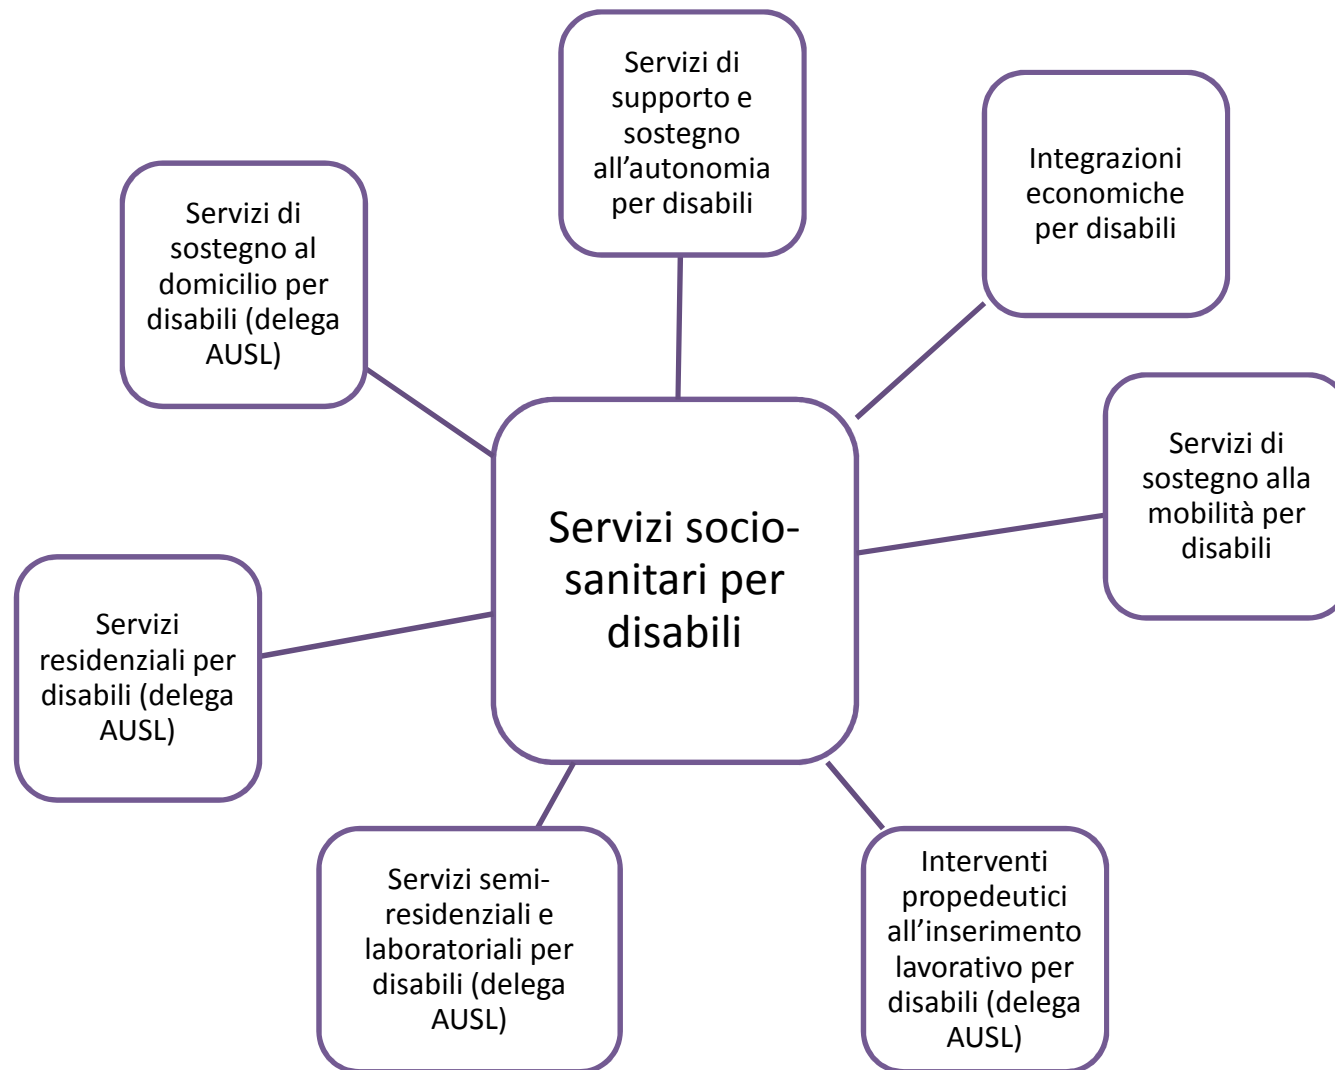 Servizi di
supporto e
sostegno
all’autonomia
per disabili
Integrazioni
economiche
per disabili
Servizi di
sostegno al
domicilio per
disabili (delega
AUSL)
Servizi di
sostegno alla
mobilità per
disabili
Servizi socio-
sanitari per
disabili
Servizi
residenziali per
disabili (delega
AUSL)
Servizi semi-
residenziali e
laboratoriali per
disabili (delega
AUSL)
Interventi
propedeutici
all’inserimento
lavorativo per
disabili (delega
AUSL)